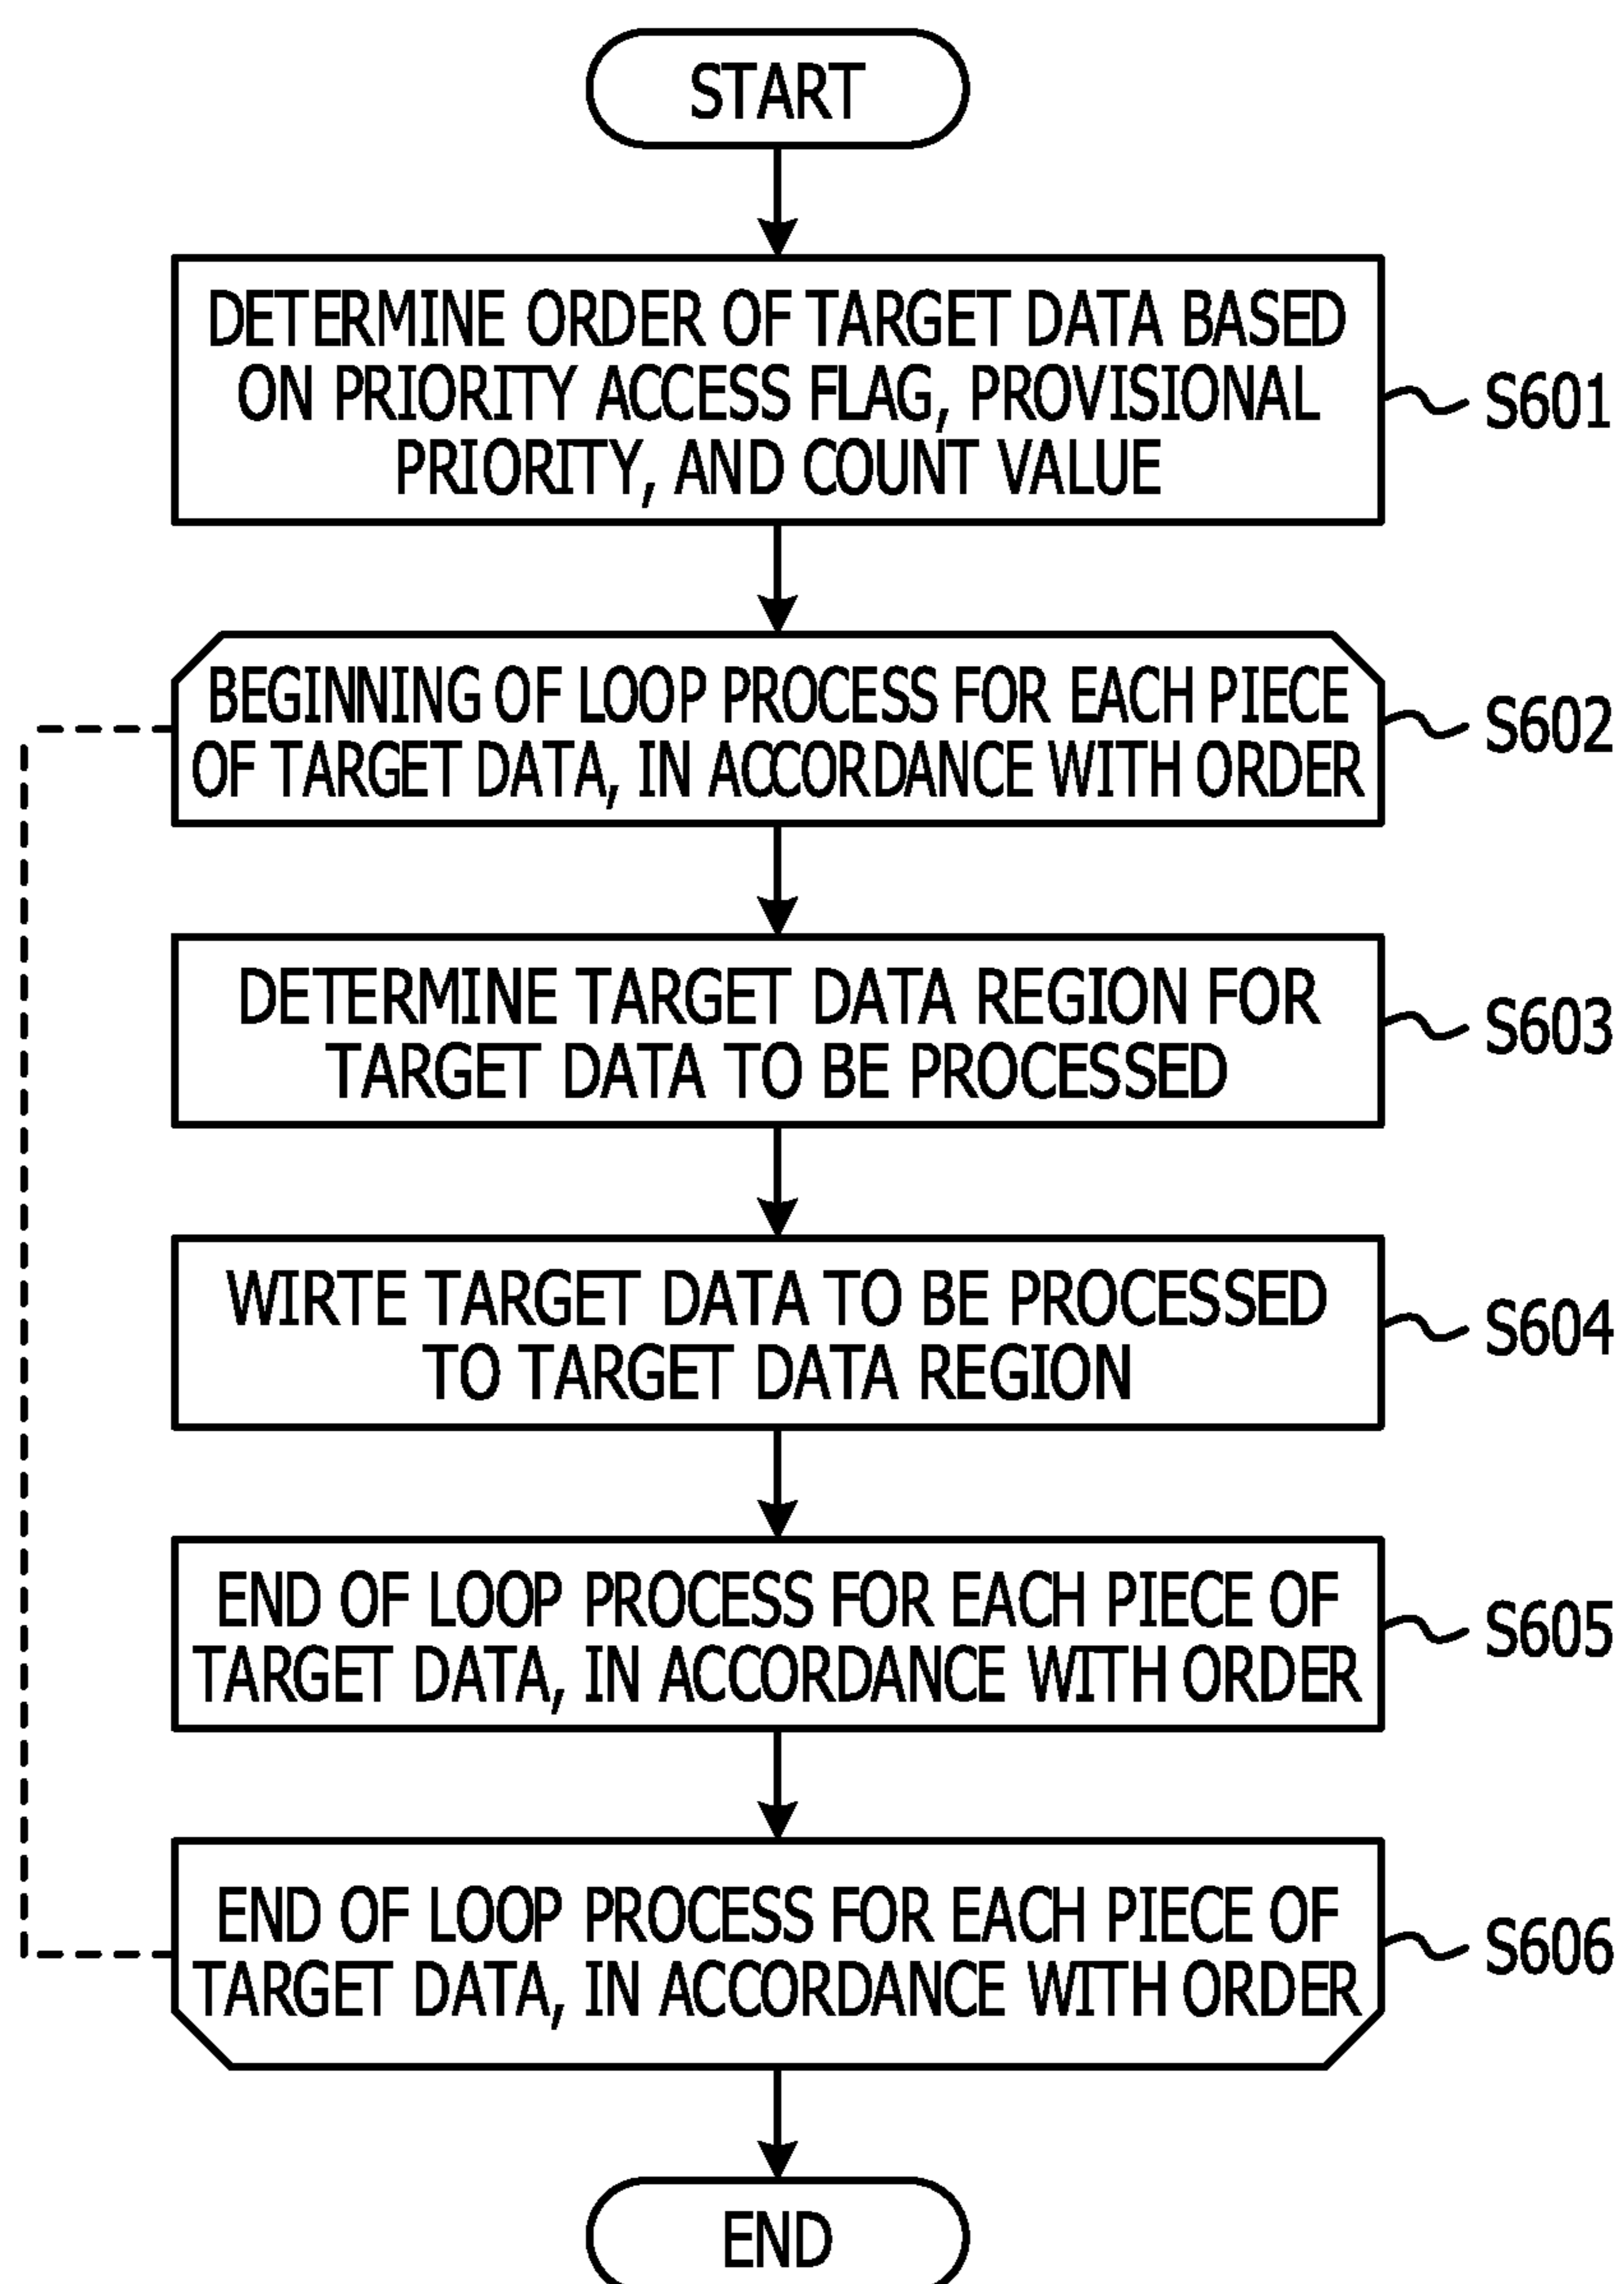 START
DETERMINE ORDER OF TARGET DATA BASED
ON PRIORITY ACCESS FLAG, PROVISIONAL
PRIORITY, AND COUNT VALUE
S601
BEGINNING OF LOOP PROCESS FOR EACH PIECE
OF TARGET DATA, IN ACCORDANCE WITH ORDER
S602
DETERMINE TARGET DATA REGION FOR
TARGET DATA TO BE PROCESSED
S603
WIRTE TARGET DATA TO BE PROCESSED
TO TARGET DATA REGION
S604
END OF LOOP PROCESS FOR EACH PIECE OF
TARGET DATA, IN ACCORDANCE WITH ORDER
S605
END OF LOOP PROCESS FOR EACH PIECE OF
TARGET DATA, IN ACCORDANCE WITH ORDER
S606
END